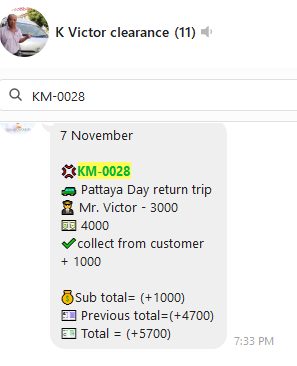 K Victor clearance (11)
KM-0028
7 November
KM-0028
Pattaya Day return trip
Mr. Victor - 3000
4000
collect from customer
+ 1000
Sub total= (+1000)
Previous total=(+4700)
Total = (+5700)
7:33 PM